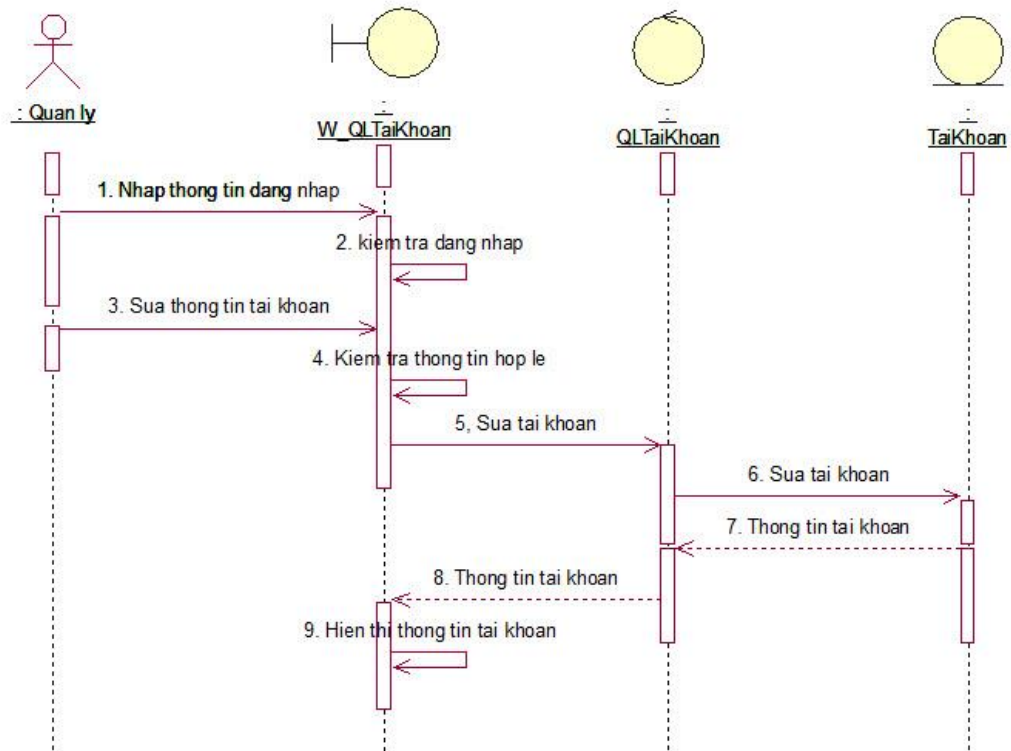 : Quan ly
:
W_QLTaiKhoan
:
QLTaiKhoan
:
TaiKhoan
1. Nhap thong tin dang nhap
2. kiem tra dang nhap
3. Sua thong tin tai khoan
4. Kiem tra thong tin hop le
5, Sua tai khoan
6. Sua tai khoan
7. Thong tin tai khoan
8. Thong tin tai khoan
9. Hien thi thong tin tai khoan